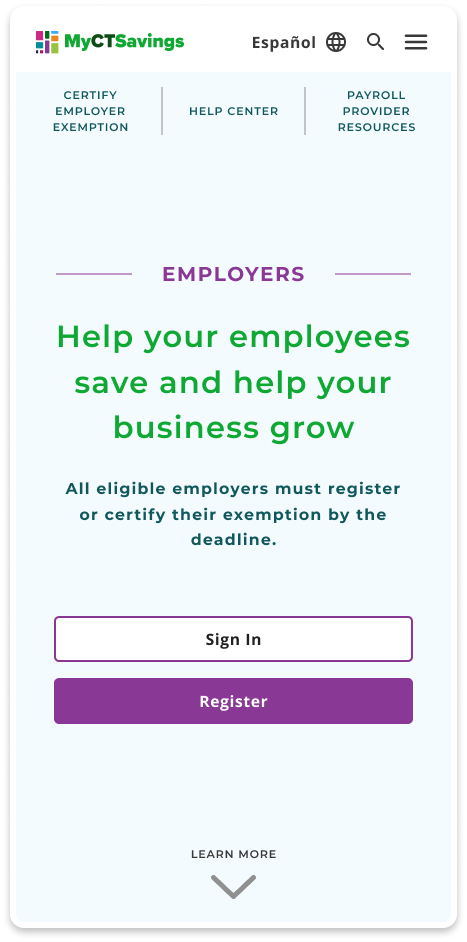 MyCTSavings
Español
CERTIFY
EMPLOYER
EXEMPTION
HELP CENTER
PAYROLL
PROVIDER
RESOURCES
EMPLOYERS
Help your employees
save and help your
business grow
All eligible employers must register
or certify their exemption by the
deadline.
Sign In
Register
LEARN MORE